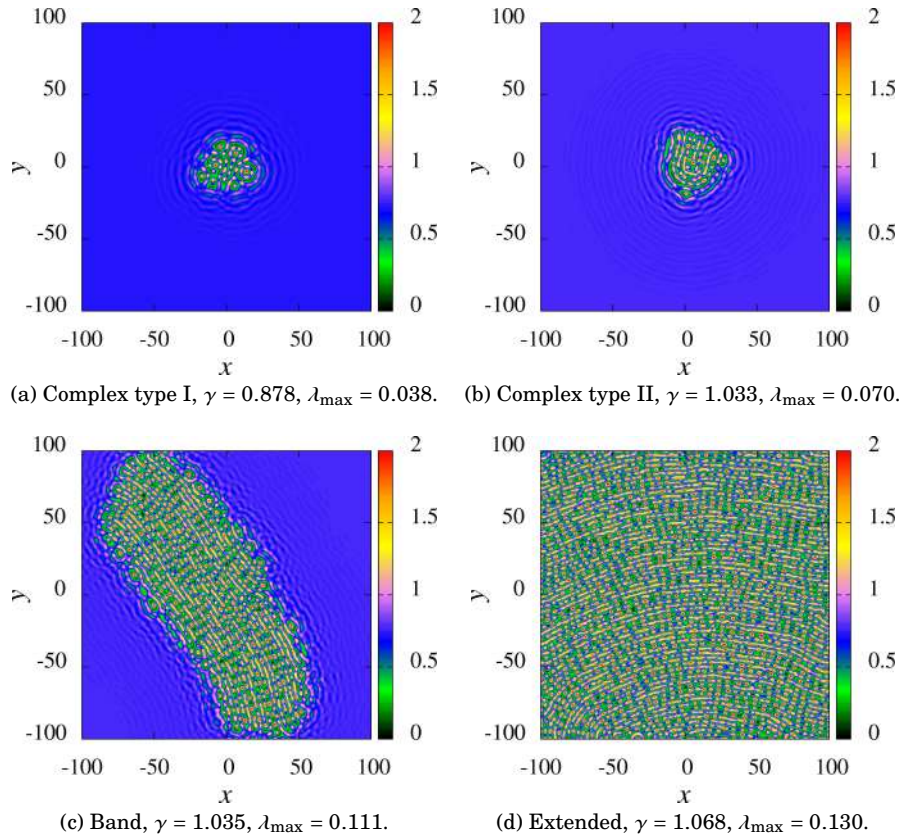 100
50
0
-50
-100
y
-100 -50 0 50 100
x
2
1.5
1
0.5
0
100
50
0
-50
-100
y
-100 -50 0 50 100
x
2
1.5
1
0.5
0
(a) Complex type I, γ = 0.878, λmax = 0.038.
(b) Complex type II, γ = 1.033, λmax = 0.070.
100
50
0
-50
-100
y
-100 -50 0 50 100
x
2
1.5
1
0.5
0
100
50
0
-50
-100
y
-100 -50 0 50 100
x
2
1.5
1
0.5
0
(c) Band, γ = 1.035, λmax = 0.111.
(d) Extended, γ = 1.068, λmax = 0.130.